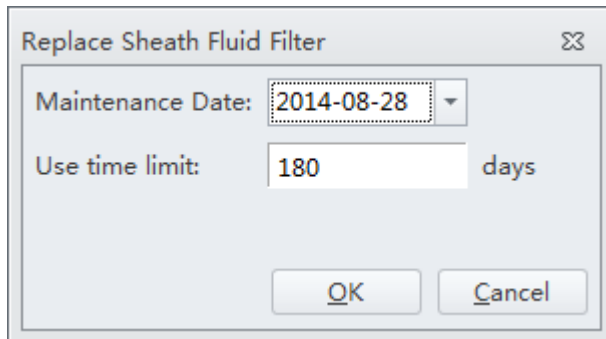 Replace Sheath Fluid Filter
Maintenance Date: 2014-08-28
Use time limit: 180 days
OK Cancel